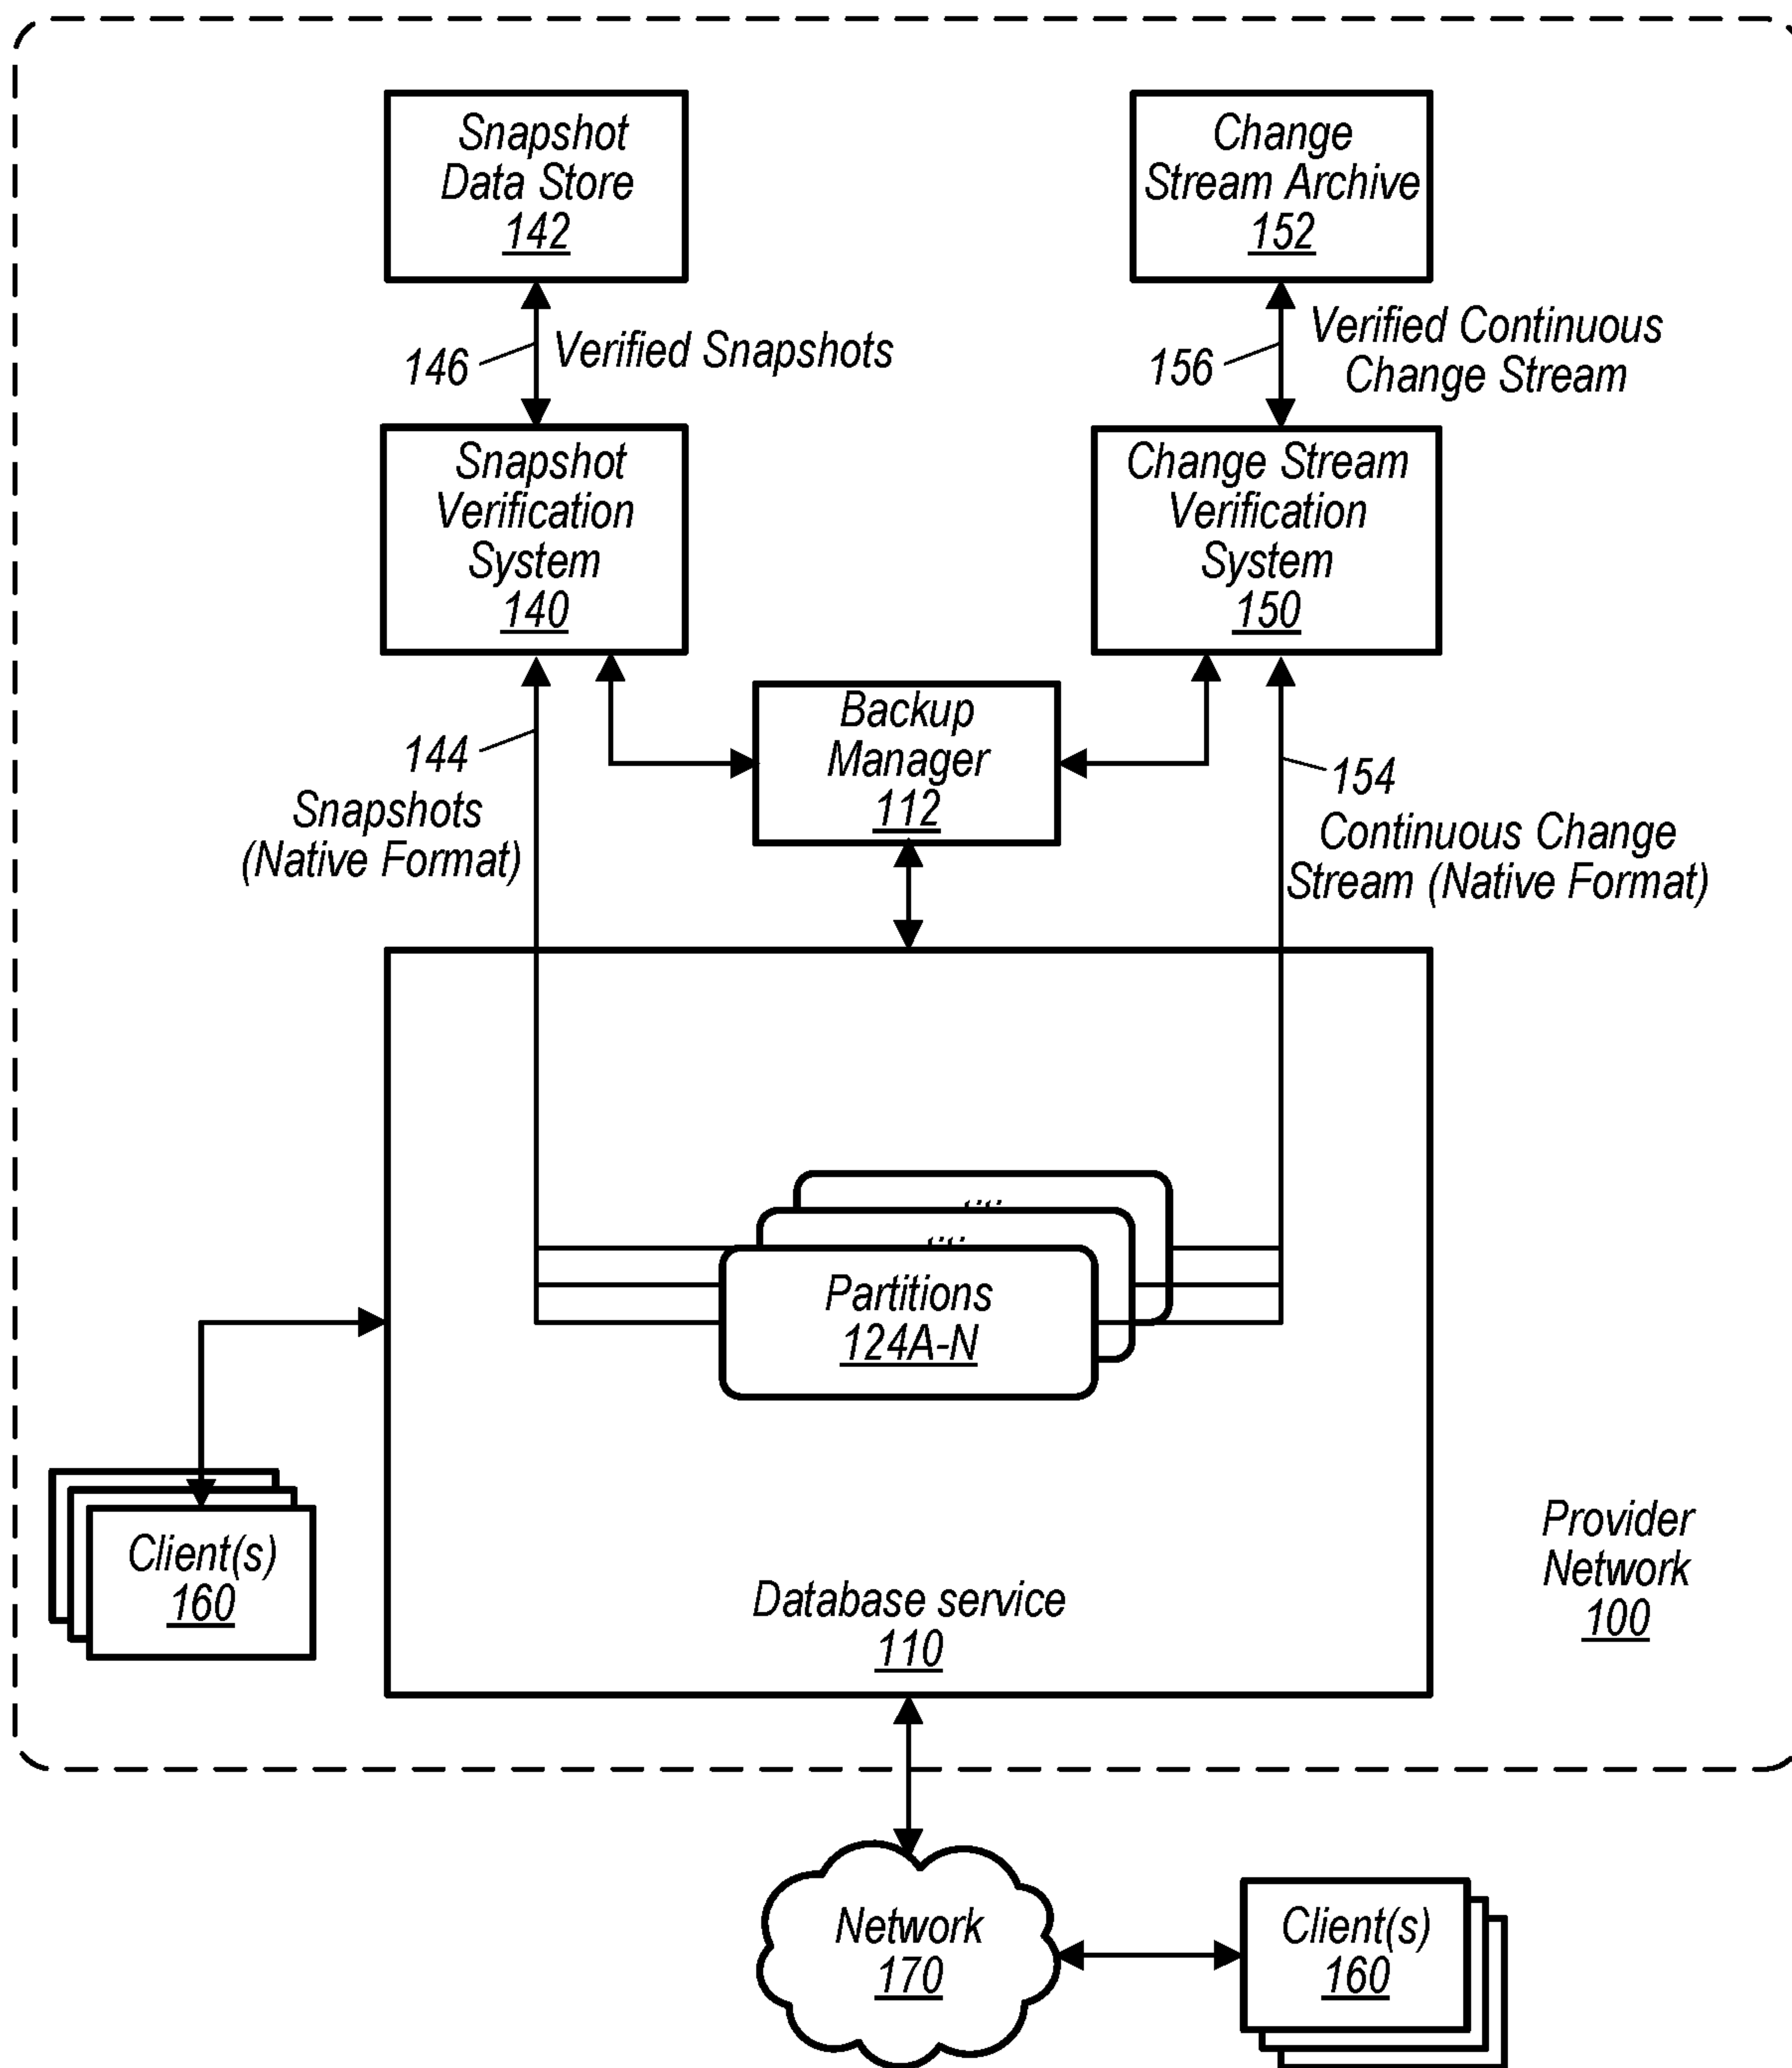 Snapshot
Data Store
142
Change
Stream Archive
152
146
Verified Snapshots
156
Verified Continuous
Change Stream
Snapshot
Verification
System
140
Change Stream
Verification
System
150
Backup
Manager
112
144
Snapshots
(Native Format)
154
Continuous Change
Stream (Native Format)
Partitions
124A-N
Client(s)
160
Database service
110
Provider
Network
100
Network
170
Client(s)
160